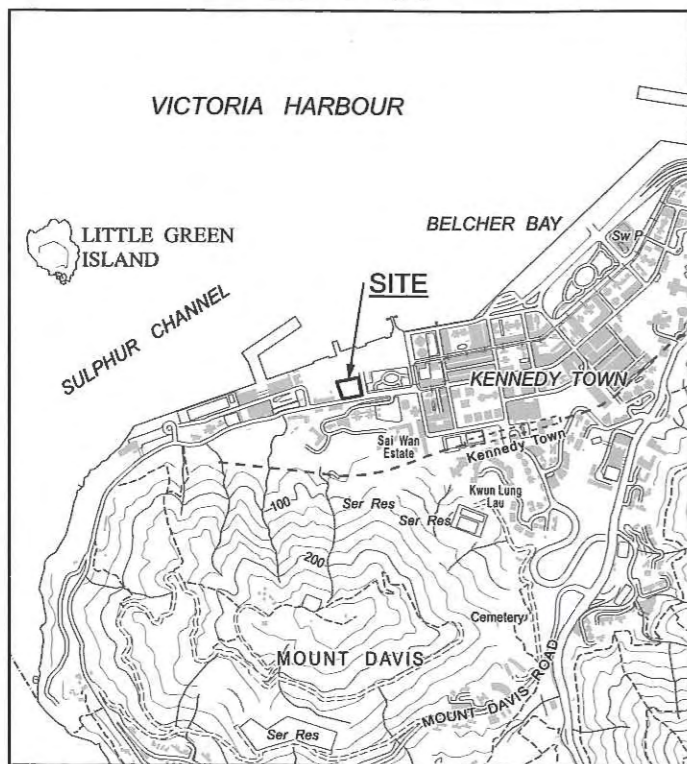 VICTORIA HARBOUR
BELCHER BAY
Sw P
LITTLE GREEN
ISLAND
SITE
SULPHUR CHANNEL
KENNEDY TOWN
Sai Wan
Estate
Kennedy Town
Kwun Lung
Lau
100
Ser Res
Ser Res
200
Cemetery
MOUNT DAVIS
MOUNT DAVIS ROAD
Ser Res